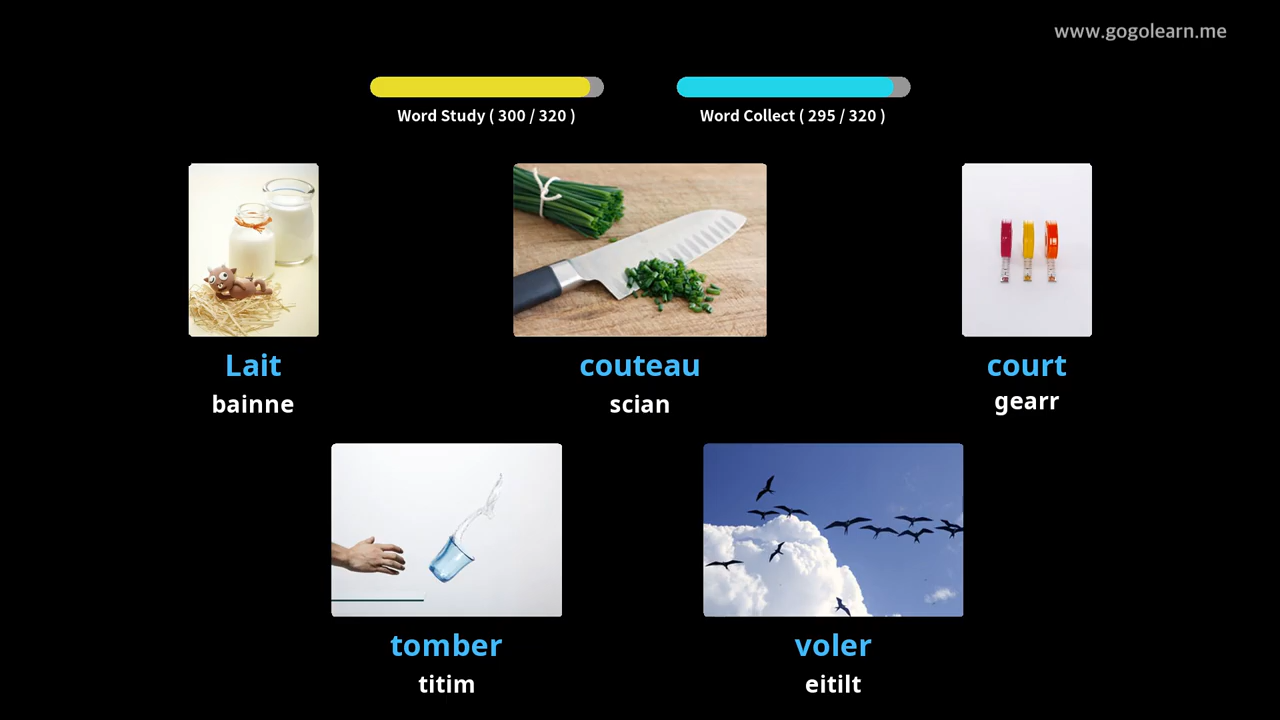 www.gogolearn.me
Word Study ( 300 / 320 )
Word Collect ( 295 / 320 )
Lait
bainne
couteau
scian
court
gearr
tomber
titim
voler
eitilt